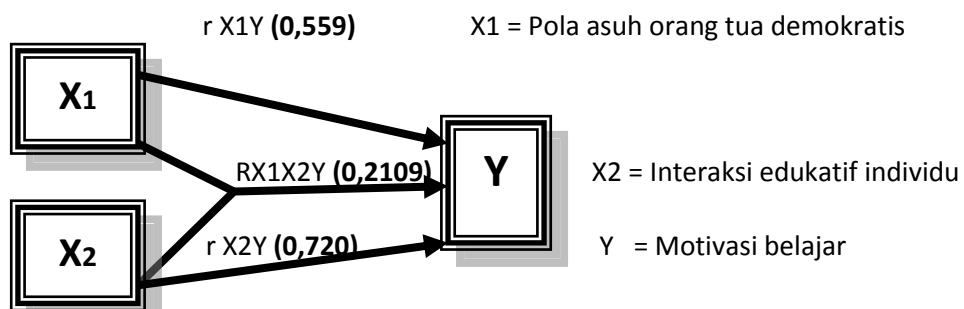 r X1Y (0,559) X1 = Pola asuh orang tua demokratis
X1
RX1X2Y (0,2109) Y X2 = Interaksi edukatif individu
X2 r X2Y (0,720) Y = Motivasi belajar